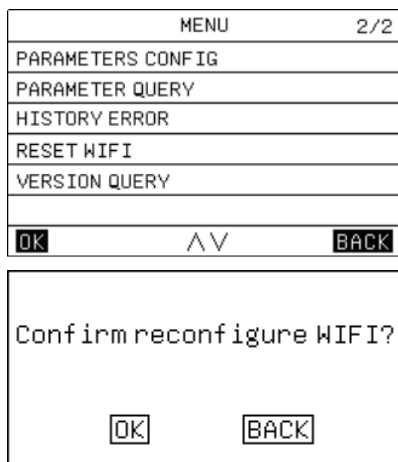 MENU 2/2
PARAMETERS CONFIG
PARAMETER QUERY
HISTORY ERROR
RESET WIFI
VERSION QUERY
OK ∧∨ BACK
Confirm reconfigure WIFI?
OK BACK